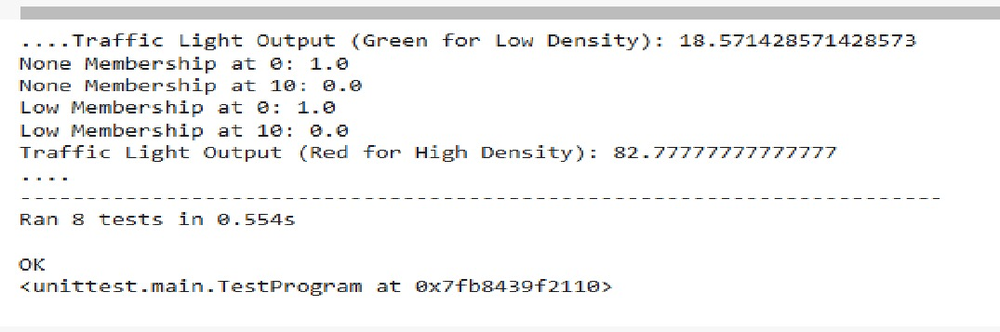 ....Traffic Light Output (Green for Low Density): 18.571428571428573
None Membership at 0: 1.0
None Membership at 10: 0.0
Low Membership at 0: 1.0
Low Membership at 10: 0.0
Traffic Light Output (Red for High Density): 82.77777777777777
....
----------------------------------------------------------------------
Ran 8 tests in 0.554s
OK
<unittest.main.TestProgram at 0x7fb8439f2110>